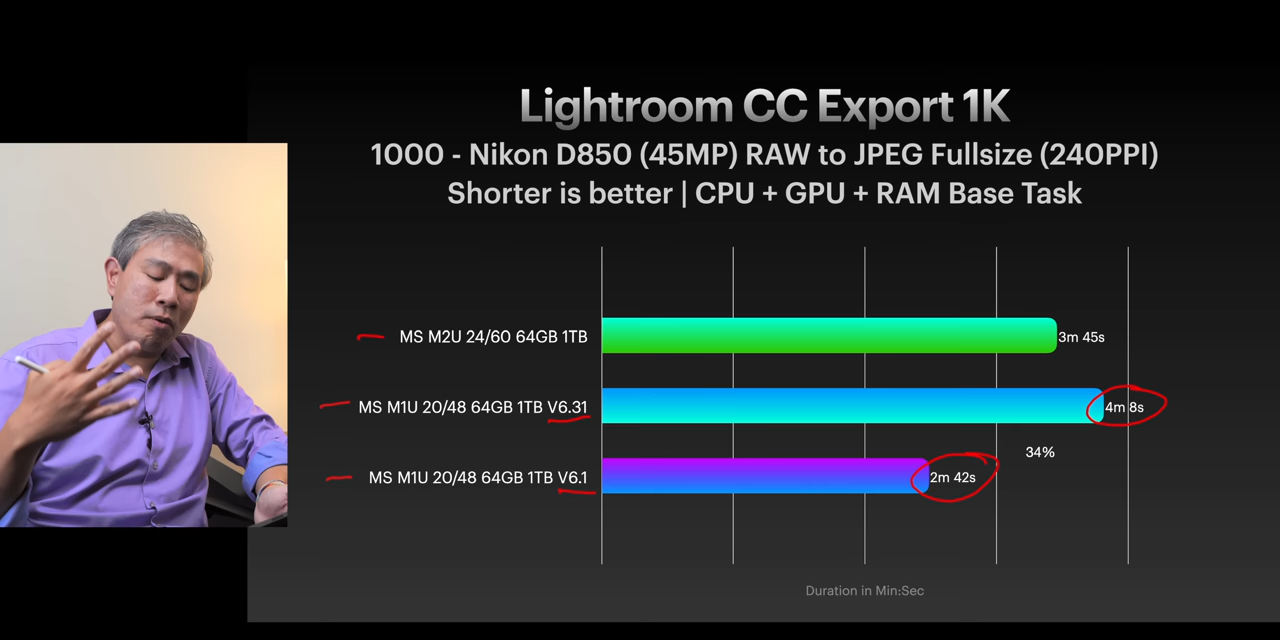 Lightroom CC Export 1K
1000 - Nikon D850 (45MP) RAW to JPEG Fullsize (240PPI)
Shorter is better | CPU + GPU + RAM Base Task
MS M2U 24/60 64GB 1TB
3m 45s
MS M1U 20/48 64GB 1TB V6.31
4m 8s
34%
MS M1U 20/48 64GB 1TB V6.1
2m 42s
Duration in Min:Sec